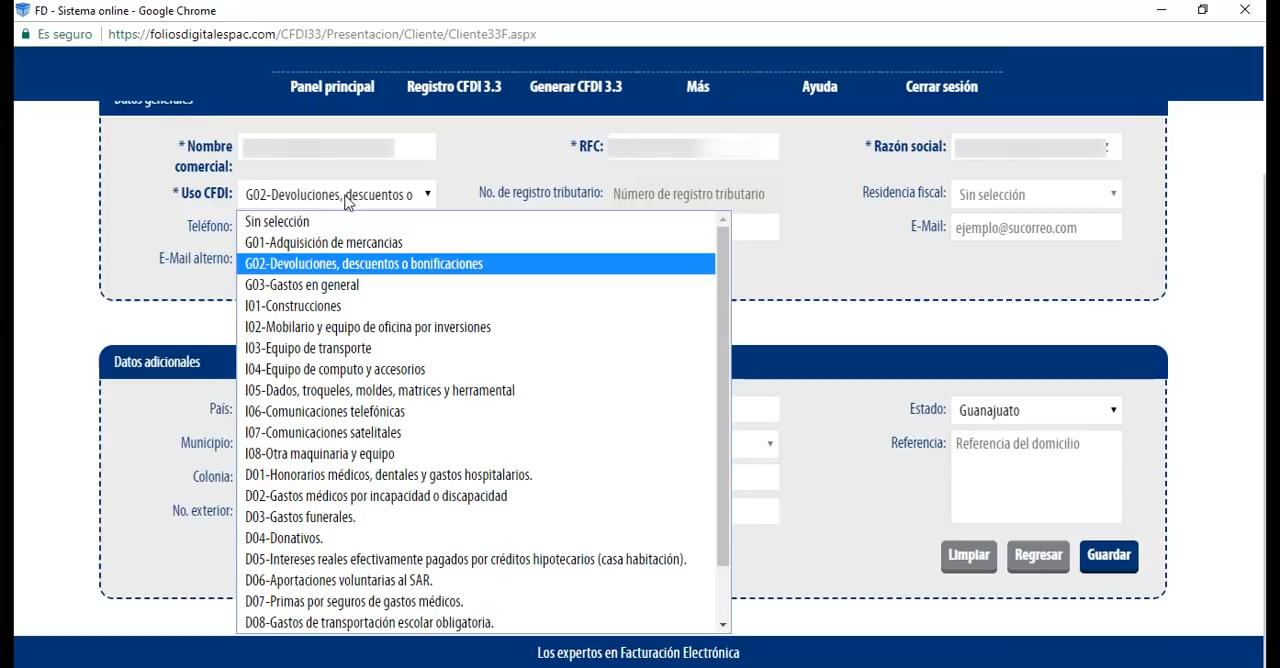 FD - Sistema online - Google Chrome
Es seguro | https://foliosdigitalespac.com/CFDI33/Presentacion/Cliente/Cliente33F.aspx
Panel principal Registro CFDI 3.3 Generar CFDI 3.3 Más Ayuda Cerrar sesión
Datos generales
* Nombre comercial: * RFC: * Razón social:
* Uso CFDI: G02-Devoluciones, descuentos o No. de registro tributario: Número de registro tributario Residencia fiscal: Sin selección
Teléfono: E-Mail: ejemplo@sucorreo.com
E-Mail alterno:
Sin selección
G01-Adquisición de mercancias
G02-Devoluciones, descuentos o bonificaciones
G03-Gastos en general
I01-Construcciones
I02-Mobilario y equipo de oficina por inversiones
I03-Equipo de transporte
I04-Equipo de computo y accesorios
I05-Dados, troqueles, moldes, matrices y herramental
I06-Comunicaciones telefónicas
I07-Comunicaciones satelitales
I08-Otra maquinaria y equipo
D01-Honorarios médicos, dentales y gastos hospitalarios.
D02-Gastos médicos por incapacidad o discapacidad
D03-Gastos funerales.
D04-Donativos.
D05-Intereses reales efectivamente pagados por créditos hipotecarios (casa habitación).
D06-Aportaciones voluntarias al SAR.
D07-Primas por seguros de gastos médicos.
D08-Gastos de transportación escolar obligatoria.
Datos adicionales
País: Estado: Guanajuato
Municipio: Referencia: Referencia del domicilio
Colonia:
No. exterior:
Limpiar Regresar Guardar
Los expertos en Facturación Electrónica